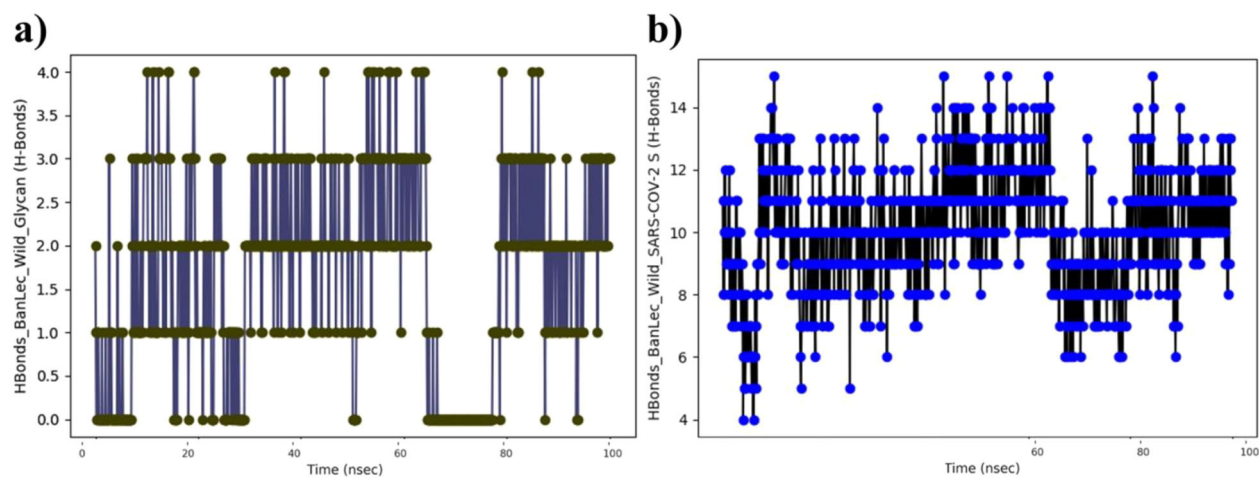 a)
HBonds_BanLec_Wild_Glycan (H-Bonds)
4.0
3.5
3.0
2.5
2.0
1.5
1.0
0.5
0.0
0 20 40 60 80 100
Time (nsec)
b)
HBonds_BanLec_Wild_SARS-COV-2 S (H-Bonds)
14
12
10
8
6
4
60 80 100
Time (nsec)